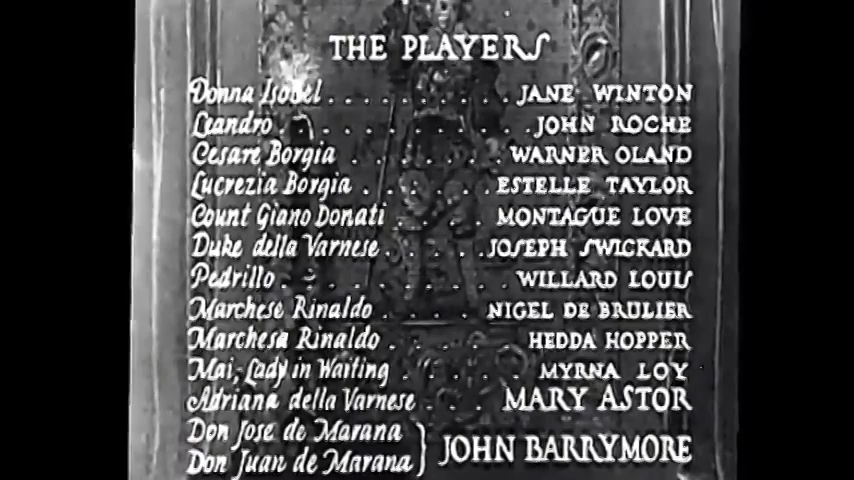 THE PLAYERS
Donna Isobel . . . . . . . . . . JANE WINTON
Leandro . . . . . . . . . . . . JOHN ROCHE
Cesare Borgia . . . . . . . . WARNER OLAND
Lucrezia Borgia . . . . . . . ESTELLE TAYLOR
Count Giano Donati . . . . . MONTAGUE LOVE
Duke della Varnese . . . . . . JOSEPH SWICKARD
Pedrillo . . . . . . . . . . . WILLARD LOUIS
Marchese Rinaldo . . . . . NIGEL DE BRULIER
Marchesa Rinaldo . . . . . . . HEDDA HOPPER
Mai, Lady in Waiting . . . . . . MYRNA LOY
Adriana della Varnese . . . . MARY ASTOR
Don Jose de Marana
Don Juan de Marana } JOHN BARRYMORE